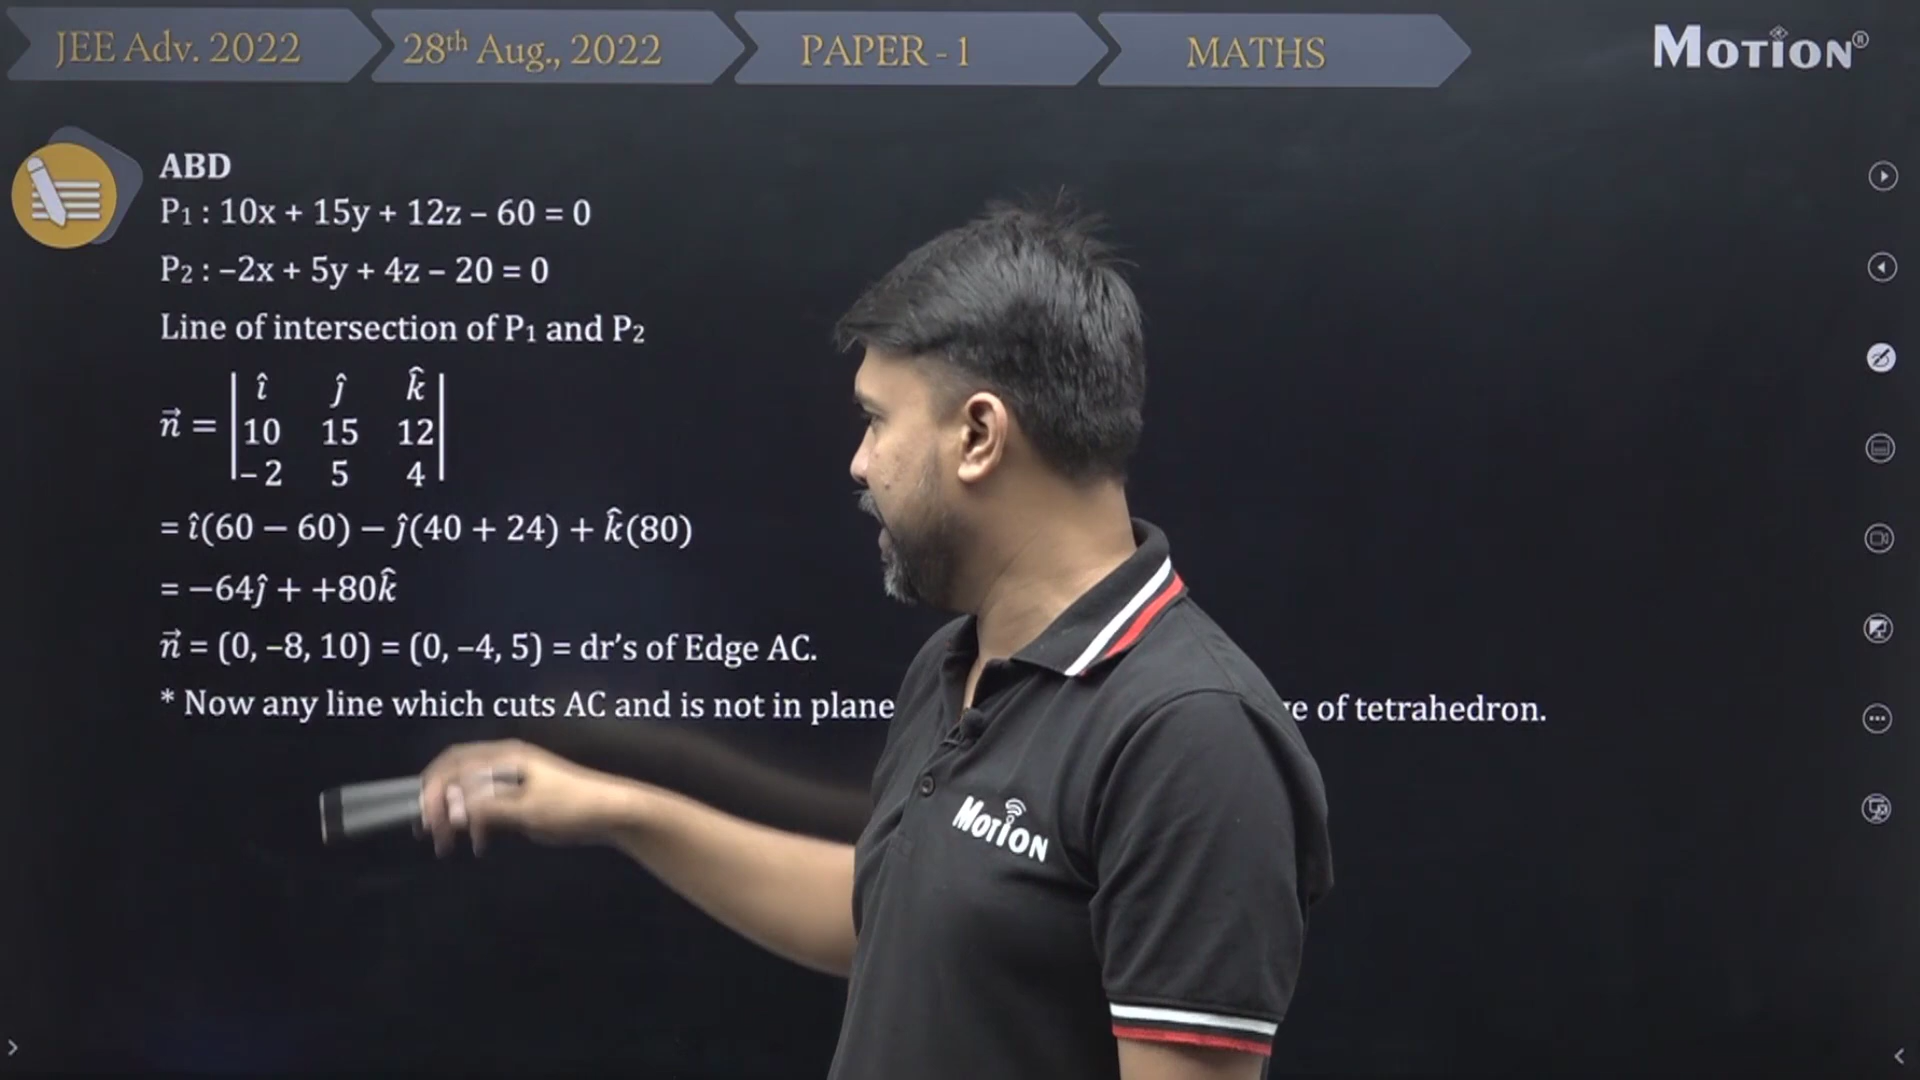 JEE Adv. 2022
28th Aug., 2022
PAPER - 1
MATHS
MOTION®
ABD
P₁ : 10x + 15y + 12z – 60 = 0
P₂ : –2x + 5y + 4z – 20 = 0
Line of intersection of P₁ and P₂
n⃗ = | î ĵ k̂ |
| 10 15 12 |
| –2 5 4 |
= î(60 − 60) − ĵ(40 + 24) + k̂(80)
= −64ĵ + +80k̂
n⃗ = (0, –8, 10) = (0, –4, 5) = dr’s of Edge AC.
* Now any line which cuts AC and is not in plane of tetrahedron.
MOTION